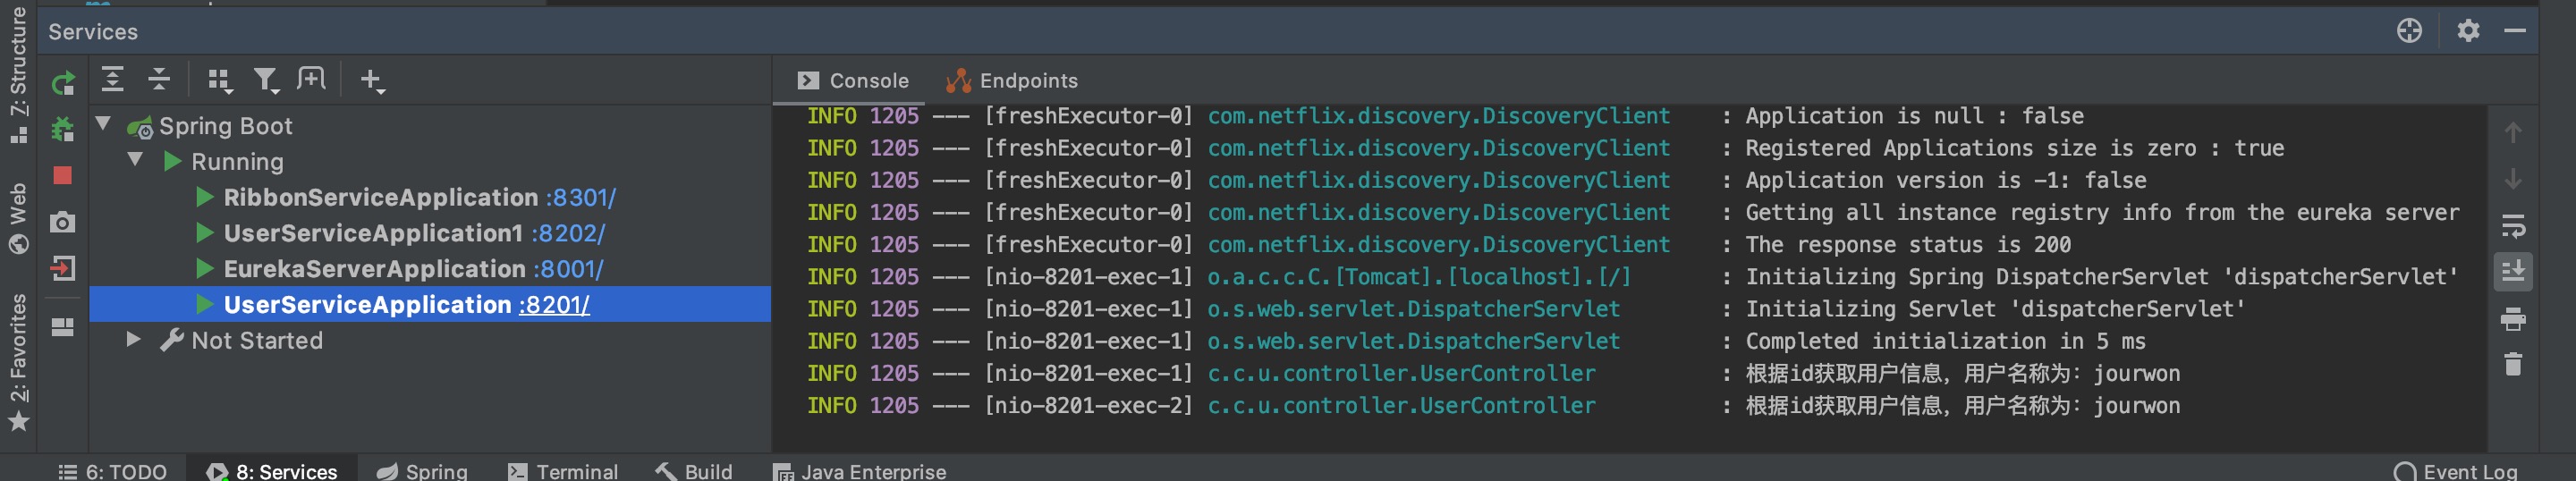 Services
Z: Structure
Web
2: Favorites
Spring Boot
Running
RibbonServiceApplication :8301/
UserServiceApplication1 :8202/
EurekaServerApplication :8001/
UserServiceApplication :8201/
Not Started
Console
Endpoints
INFO 1205 --- [freshExecutor-0] com.netflix.discovery.DiscoveryClient : Application is null : false
INFO 1205 --- [freshExecutor-0] com.netflix.discovery.DiscoveryClient : Registered Applications size is zero : true
INFO 1205 --- [freshExecutor-0] com.netflix.discovery.DiscoveryClient : Application version is -1: false
INFO 1205 --- [freshExecutor-0] com.netflix.discovery.DiscoveryClient : Getting all instance registry info from the eureka server
INFO 1205 --- [freshExecutor-0] com.netflix.discovery.DiscoveryClient : The response status is 200
INFO 1205 --- [nio-8201-exec-1] o.a.c.c.C.[Tomcat].[localhost].[/] : Initializing Spring DispatcherServlet 'dispatcherServlet'
INFO 1205 --- [nio-8201-exec-1] o.s.web.servlet.DispatcherServlet : Initializing Servlet 'dispatcherServlet'
INFO 1205 --- [nio-8201-exec-1] o.s.web.servlet.DispatcherServlet : Completed initialization in 5 ms
INFO 1205 --- [nio-8201-exec-1] c.c.u.controller.UserController : 根据id获取用户信息，用户名称为：jourwon
INFO 1205 --- [nio-8201-exec-2] c.c.u.controller.UserController : 根据id获取用户信息，用户名称为：jourwon
6: TODO
8: Services
Spring
Terminal
Build
Java Enterprise
Event Log